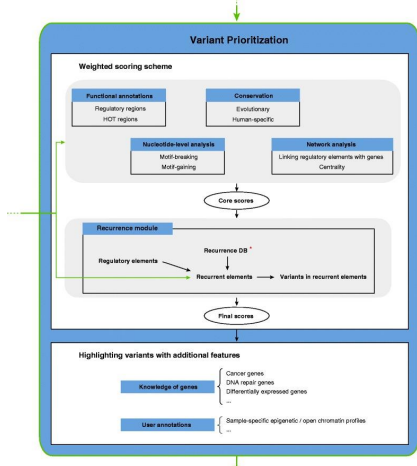 Variant Prioritization
Weighted scoring scheme
Functional annotations
Regulatory regions
HOT regions
Conservation
Evolutionary
Human-specific
Nucleotide-level analysis
Motif-breaking
Motif-gaining
Network analysis
Linking regulatory elements with genes
Centrality
Core scores
Recurrence module
Recurrence DB *
Regulatory elements
Recurrent elements
Variants in recurrent elements
Final scores
Highlighting variants with additional features
Knowledge of genes
Cancer genes
DNA repair genes
Differentially expressed genes
...
User annotations
Sample-specific epigenetic / open chromatin profiles
...